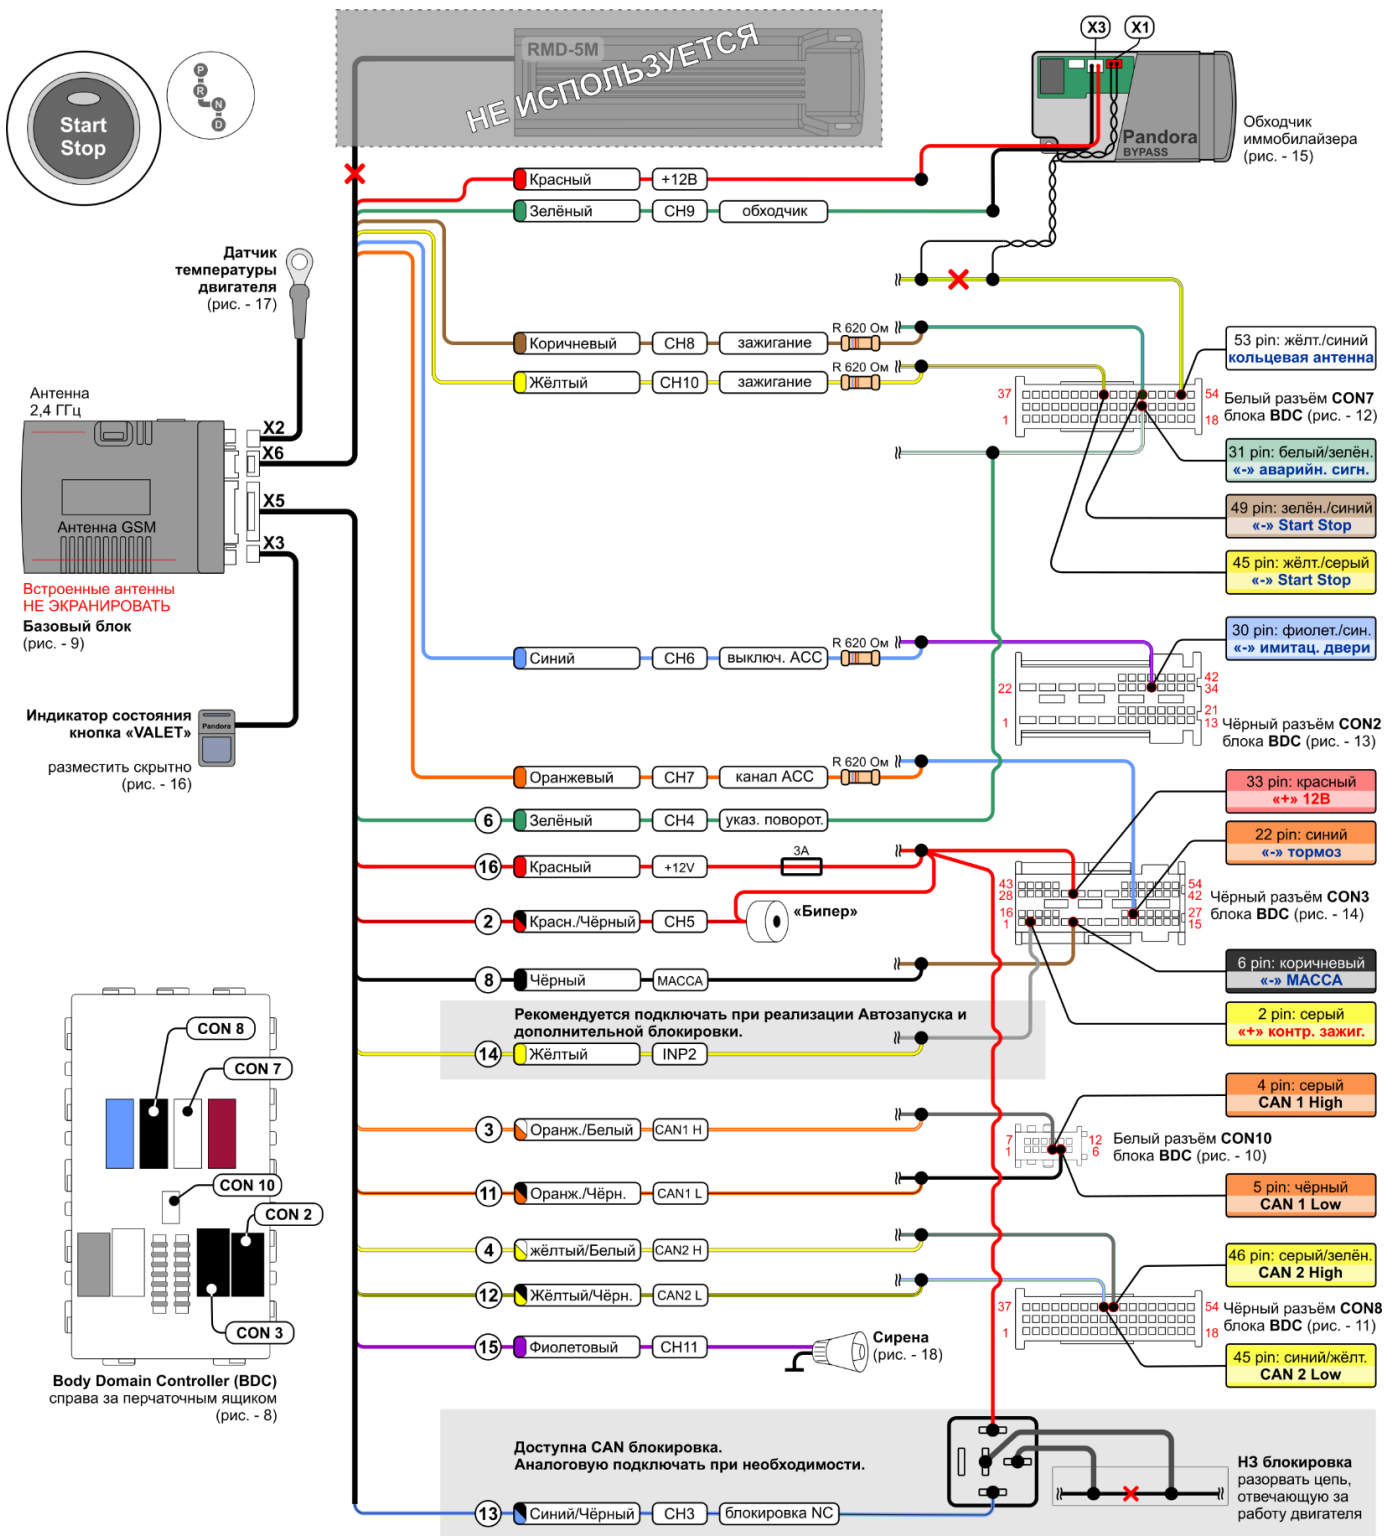 RMD-5M
НЕ ИСПОЛЬЗУЕТСЯ
X3
X1
P
R
N
D
Start
Stop
Pandora
BYPASS
Обходчик
иммобилайзера
(рис. - 15)
Красный
+12В
Зелёный
CH9
обходчик
Датчик
температуры
двигателя
(рис. - 17)
Коричневый
CH8
зажигание
R 620 Ом
Жёлтый
CH10
зажигание
R 620 Ом
53 pin: жёлт./синий
кольцевая антенна
37
54
1
18
Белый разъём CON7
блока BDC (рис. - 12)
31 pin: белый/зелён.
«-» аварийн. сигн.
49 pin: зелён./синий
«-» Start Stop
45 pin: жёлт./серый
«-» Start Stop
Антенна
2,4 ГГц
X2
X6
X5
X3
Антенна GSM
Встроенные антенны
НЕ ЭКРАНИРОВАТЬ
Базовый блок
(рис. - 9)
Синий
CH6
выключ. ACC
R 620 Ом
30 pin: фиолет./син.
«-» имитац. двери
22
42
34
21
1
13
Чёрный разъём CON2
блока BDC (рис. - 13)
Индикатор состояния
кнопка «VALET»
Pandora
разместить скрытно
(рис. - 16)
Оранжевый
CH7
канал ACC
R 620 Ом
6
Зелёный
CH4
указ. поворот.
33 pin: красный
«+» 12В
22 pin: синий
«-» тормоз
16
Красный
+12V
3A
43
28
16
1
54
42
27
15
Чёрный разъём CON3
блока BDC (рис. - 14)
2
Красн./Чёрный
CH5
«Бипер»
8
Чёрный
МАССА
6 pin: коричневый
«-» МАССА
Рекомендуется подключать при реализации Автозапуска и
дополнительной блокировки.
14
Жёлтый
INP2
2 pin: серый
«+» контр. зажиг.
CON 8
CON 7
CON 10
CON 2
CON 3
Body Domain Controller (BDC)
справа за перчаточным ящиком
(рис. - 8)
3
Оранж./Белый
CAN1 H
4 pin: серый
CAN 1 High
7
1
12
6
Белый разъём CON10
блока BDC (рис. - 10)
11
Оранж./Чёрн.
CAN1 L
5 pin: чёрный
CAN 1 Low
4
жёлтый/Белый
CAN2 H
46 pin: серый/зелён.
CAN 2 High
12
Жёлтый/Чёрн.
CAN2 L
37
54
1
18
Чёрный разъём CON8
блока BDC (рис. - 11)
15
Фиолетовый
CH11
Сирена
(рис. - 18)
45 pin: синий/жёлт.
CAN 2 Low
Доступна CAN блокировка.
Аналоговую подключать при необходимости.
НЗ блокировка
разорвать цепь,
отвечающую за
работу двигателя
13
Синий/Чёрный
CH3
блокировка NC